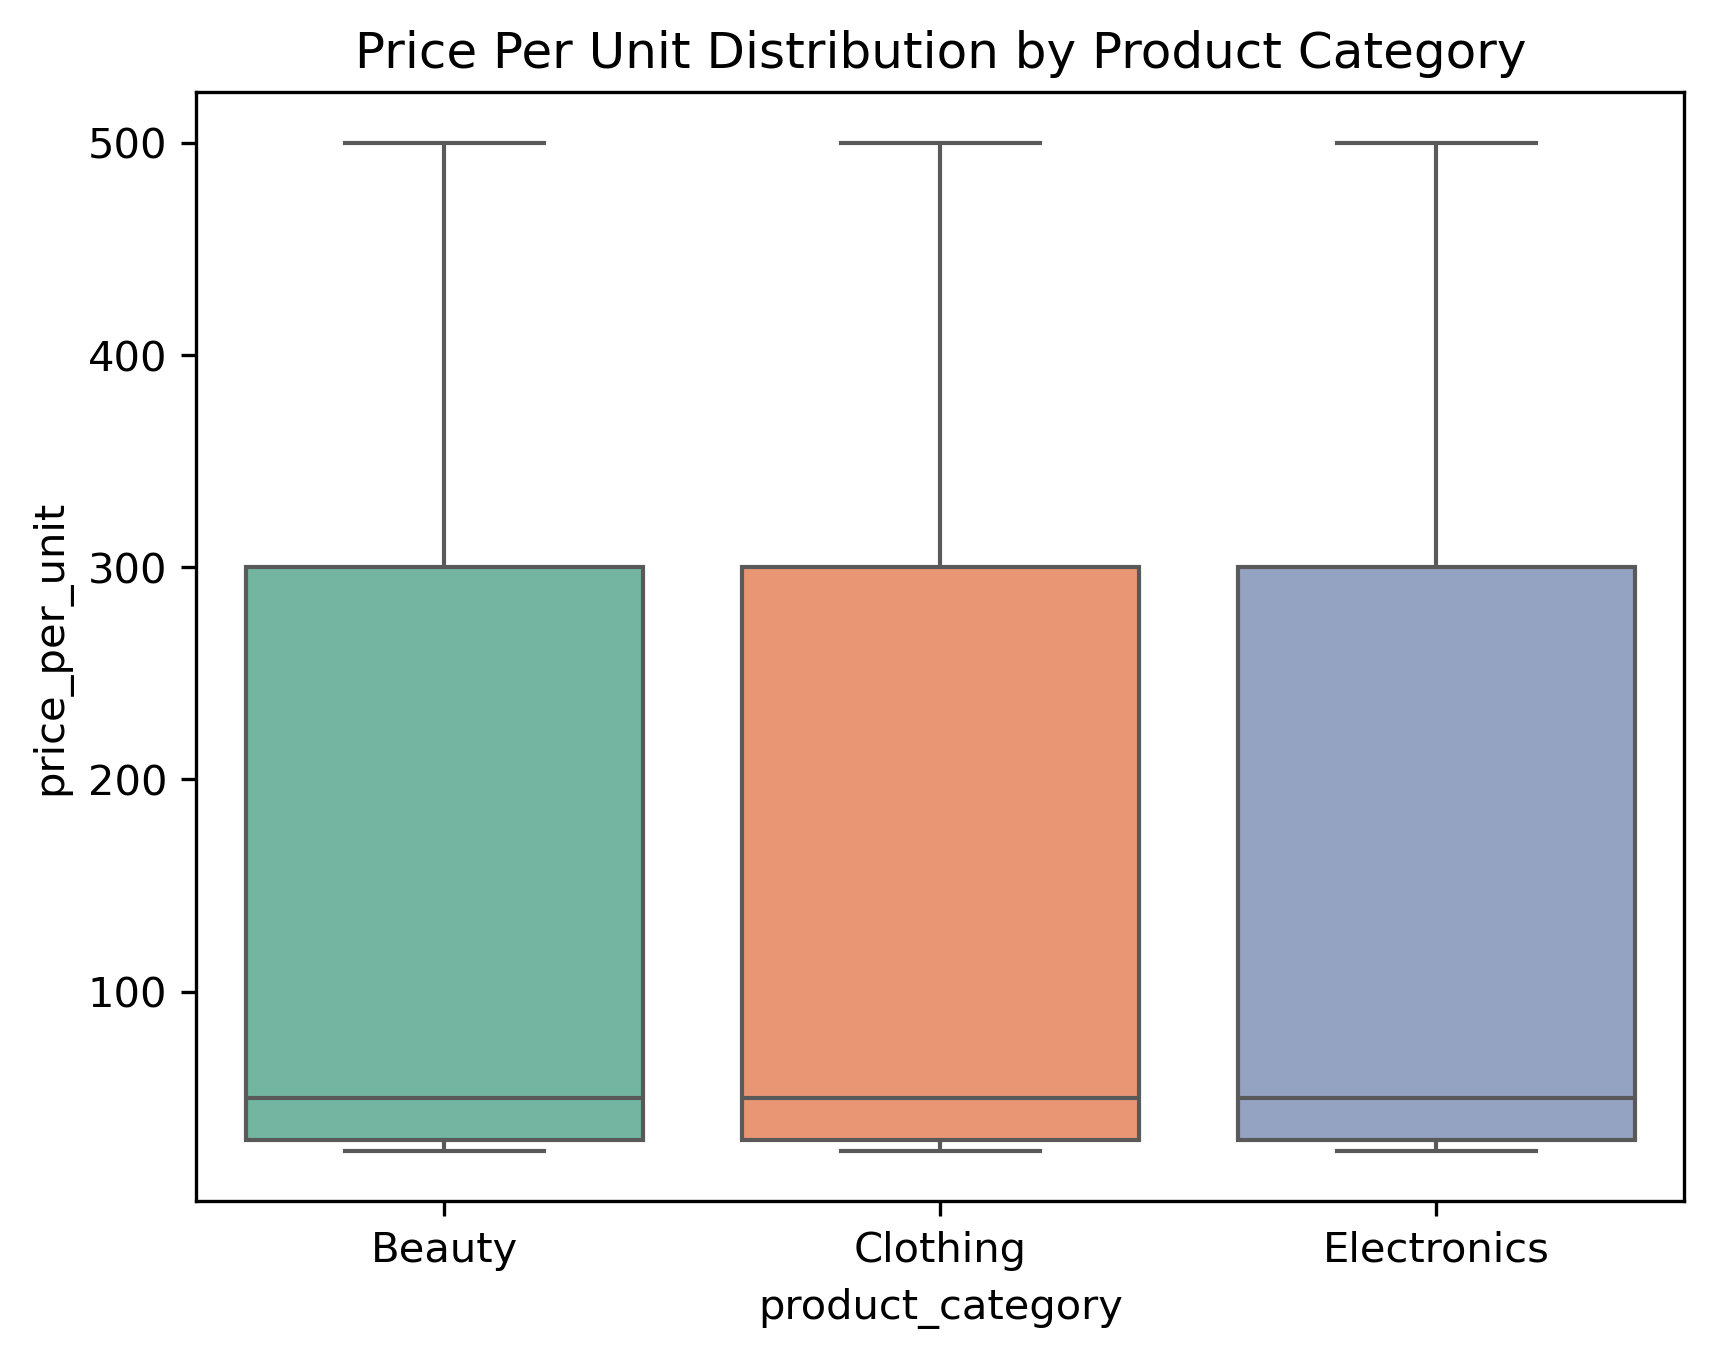 Price Per Unit Distribution by Product Category
price_per_unit
500
400
300
200
100
Beauty
Clothing
Electronics
product_category